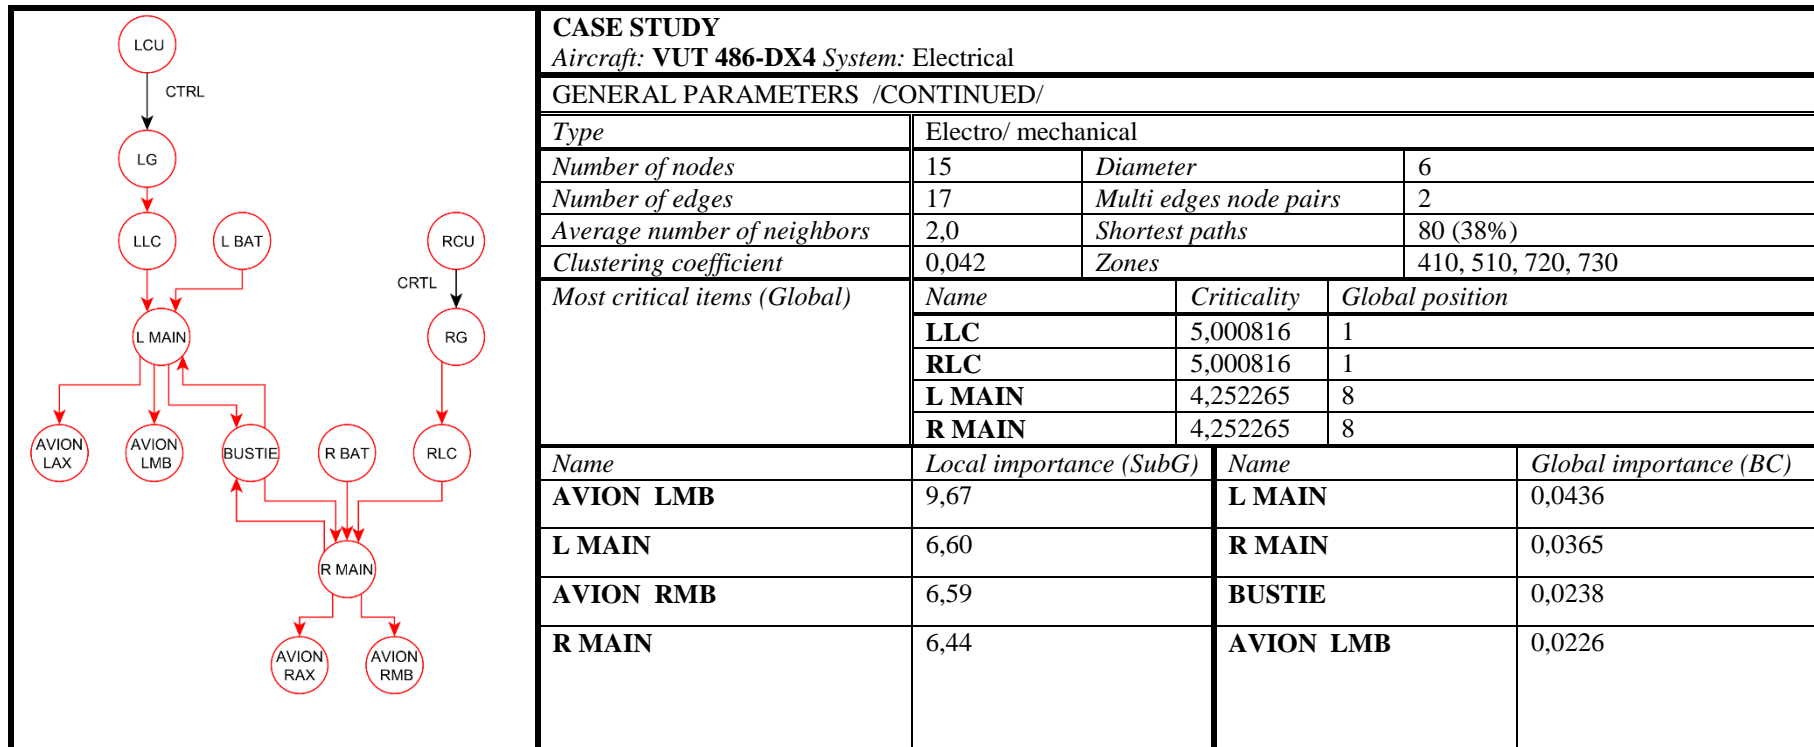 LCU
CTRL
LG
LLC
L BAT
RCU
CRTL
L MAIN
RG
AVION
LAX
AVION
LMB
BUSTIE
R BAT
RLC
R MAIN
AVION
RAX
AVION
RMB
CASE STUDY
Aircraft: VUT 486-DX4 System: Electrical
GENERAL PARAMETERS /CONTINUED/
Type Electro/ mechanical
Number of nodes 15 Diameter 6
Number of edges 17 Multi edges node pairs 2
Average number of neighbors 2,0 Shortest paths 80 (38%)
Clustering coefficient 0,042 Zones 410, 510, 720, 730
Most critical items (Global) Name Criticality Global position
LLC 5,000816 1
RLC 5,000816 1
L MAIN 4,252265 8
R MAIN 4,252265 8
Name Local importance (SubG) Name Global importance (BC)
AVION LMB 9,67 L MAIN 0,0436
L MAIN 6,60 R MAIN 0,0365
AVION RMB 6,59 BUSTIE 0,0238
R MAIN 6,44 AVION LMB 0,0226